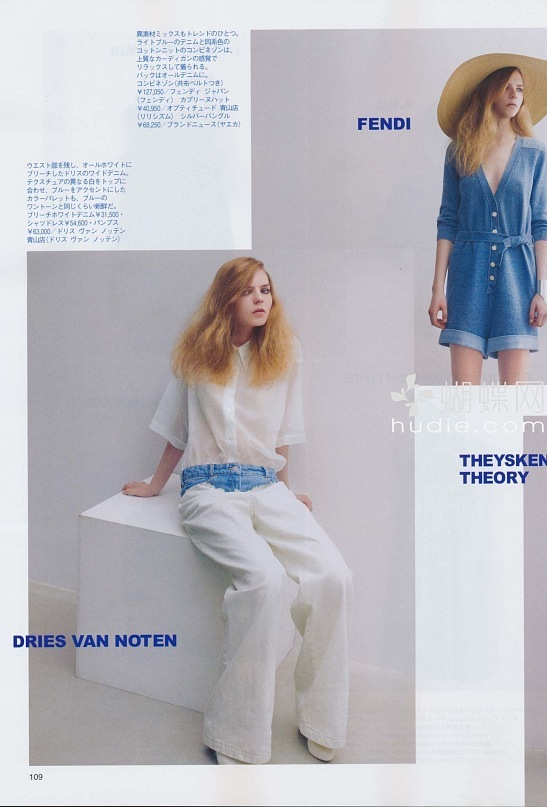 異素材ミックスもトレンドのひとつ。
ライトブルーのデニムと同系色の
コットンニットのコンビネゾンは、
上質なカーディガンの感覚で
リラックスして着られる。
バックはオールデニムに。
コンビネゾン(共布ベルトつき)
¥127,050/フェンディ ジャパン
(フェンディ) カプリーヌハット
¥40,950/オプティチュード 青山店
(リリシズム) シルバーバングル
¥68,250/ブランドニュース(ヤエカ)
FENDI
ウエスト部を残し、オールホワイトに
ブリーチしたドリスのワイドデニム。
テクスチュアの異なる白をトップに
合わせ、ブルーをアクセントにした
カラーパレットも、ブルーの
ワントーンと同じくらい新鮮だ。
ブリーチホワイトデニム¥31,500・
シャツドレス¥54,600・パンプス
¥63,000/ドリス ヴァン ノッテン
青山店(ドリス ヴァン ノッテン)
蝴蝶网
hudie.com
THEYSKEN
THEORY
DRIES VAN NOTEN
109